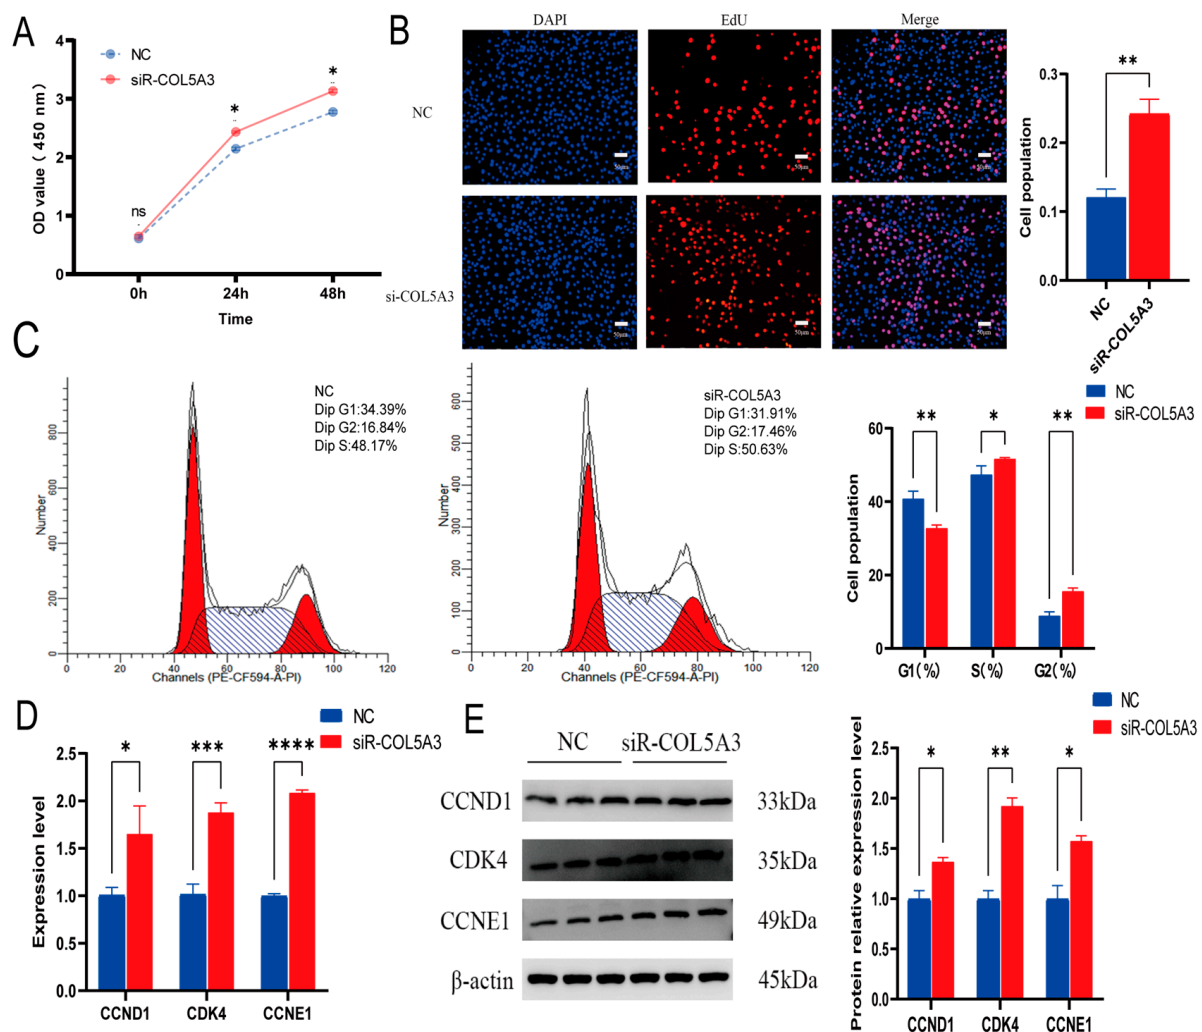 A
NC
siR-COL5A3
OD value ( 450 nm)
4
3
2
1
0
ns
*
*
0h 24h 48h
Time
B
DAPI EdU Merge
NC
50μm 50μm 50μm
si-COL5A3
50μm 50μm 50μm
Cell population
0.3
0.2
0.1
0.0
**
NC
siR-COL5A3
C
NC
Dip G1:34.39%
Dip G2:16.84%
Dip S:48.17%
Number
800
600
400
200
0
0 20 40 60 80 100 120
Channels (PE-CF594-A-PI)
siR-COL5A3
Dip G1:31.91%
Dip G2:17.46%
Dip S:50.63%
Number
600
500
400
300
200
100
0
0 20 40 60 80 100 120
Channels (PE-CF594-A-PI)
NC
siR-COL5A3
Cell population
60
40
20
0
** * **
G1(%) S(%) G2(%)
D
NC
siR-COL5A3
Expression level
2.5
2.0
1.5
1.0
0.5
0.0
* *** ****
CCND1 CDK4 CCNE1
E
NC siR-COL5A3
CCND1 33kDa
CDK4 35kDa
CCNE1 49kDa
β-actin 45kDa
NC
siR-COL5A3
Protein relative expression level
2.5
2.0
1.5
1.0
0.5
0.0
* ** *
CCND1 CDK4 CCNE1